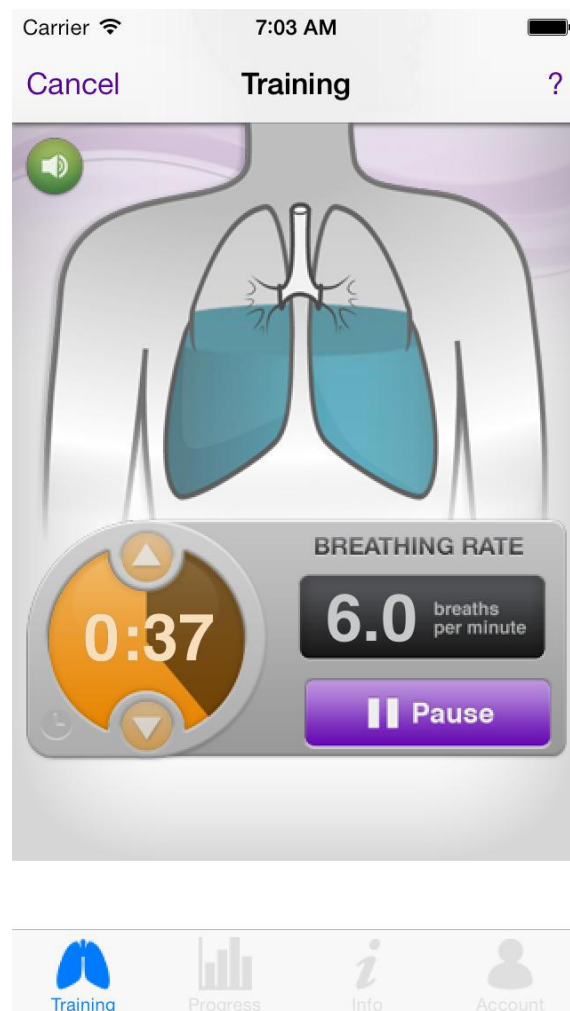 Carrier 7:03 AM
Cancel Training ?
BREATHING RATE
0:37
6.0 breaths
per minute
Pause
Training Progress Info Account